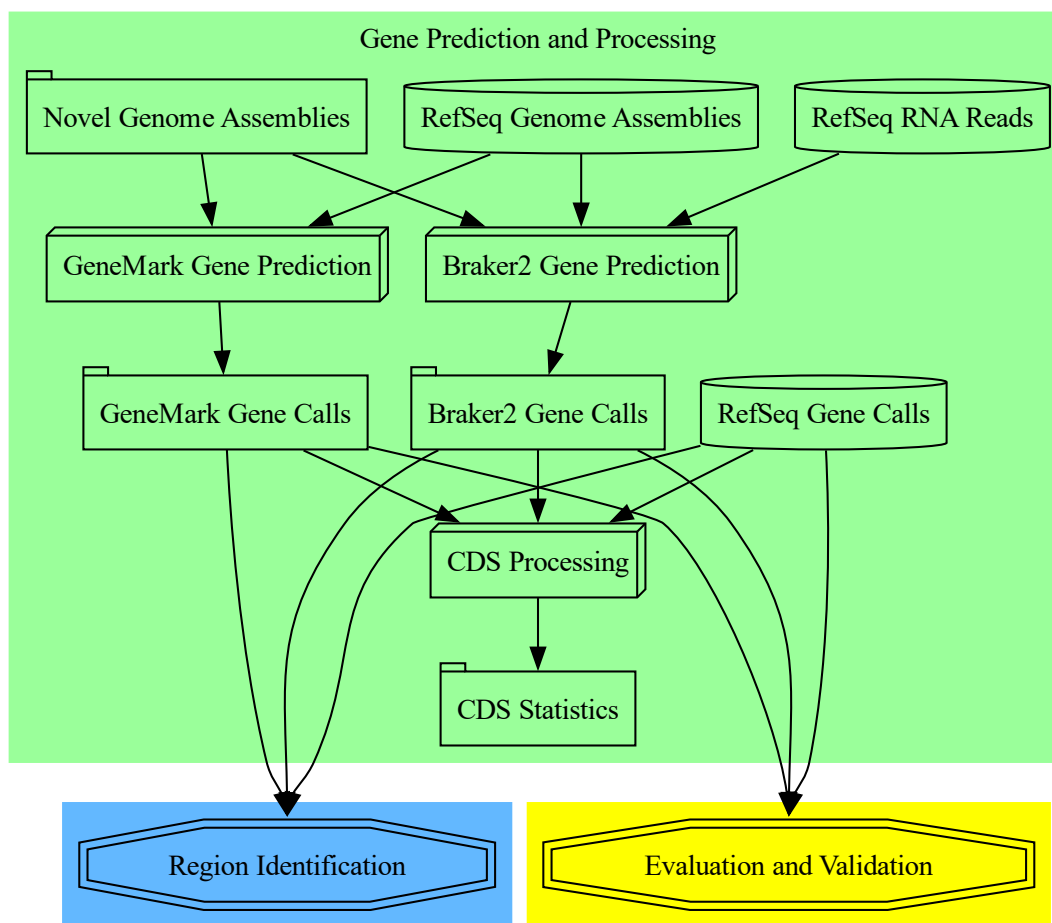 Gene Prediction and Processing
Novel Genome Assemblies
RefSeq Genome Assemblies
RefSeq RNA Reads
GeneMark Gene Prediction
Braker2 Gene Prediction
GeneMark Gene Calls
Braker2 Gene Calls
RefSeq Gene Calls
CDS Processing
CDS Statistics
Region Identification
Evaluation and Validation